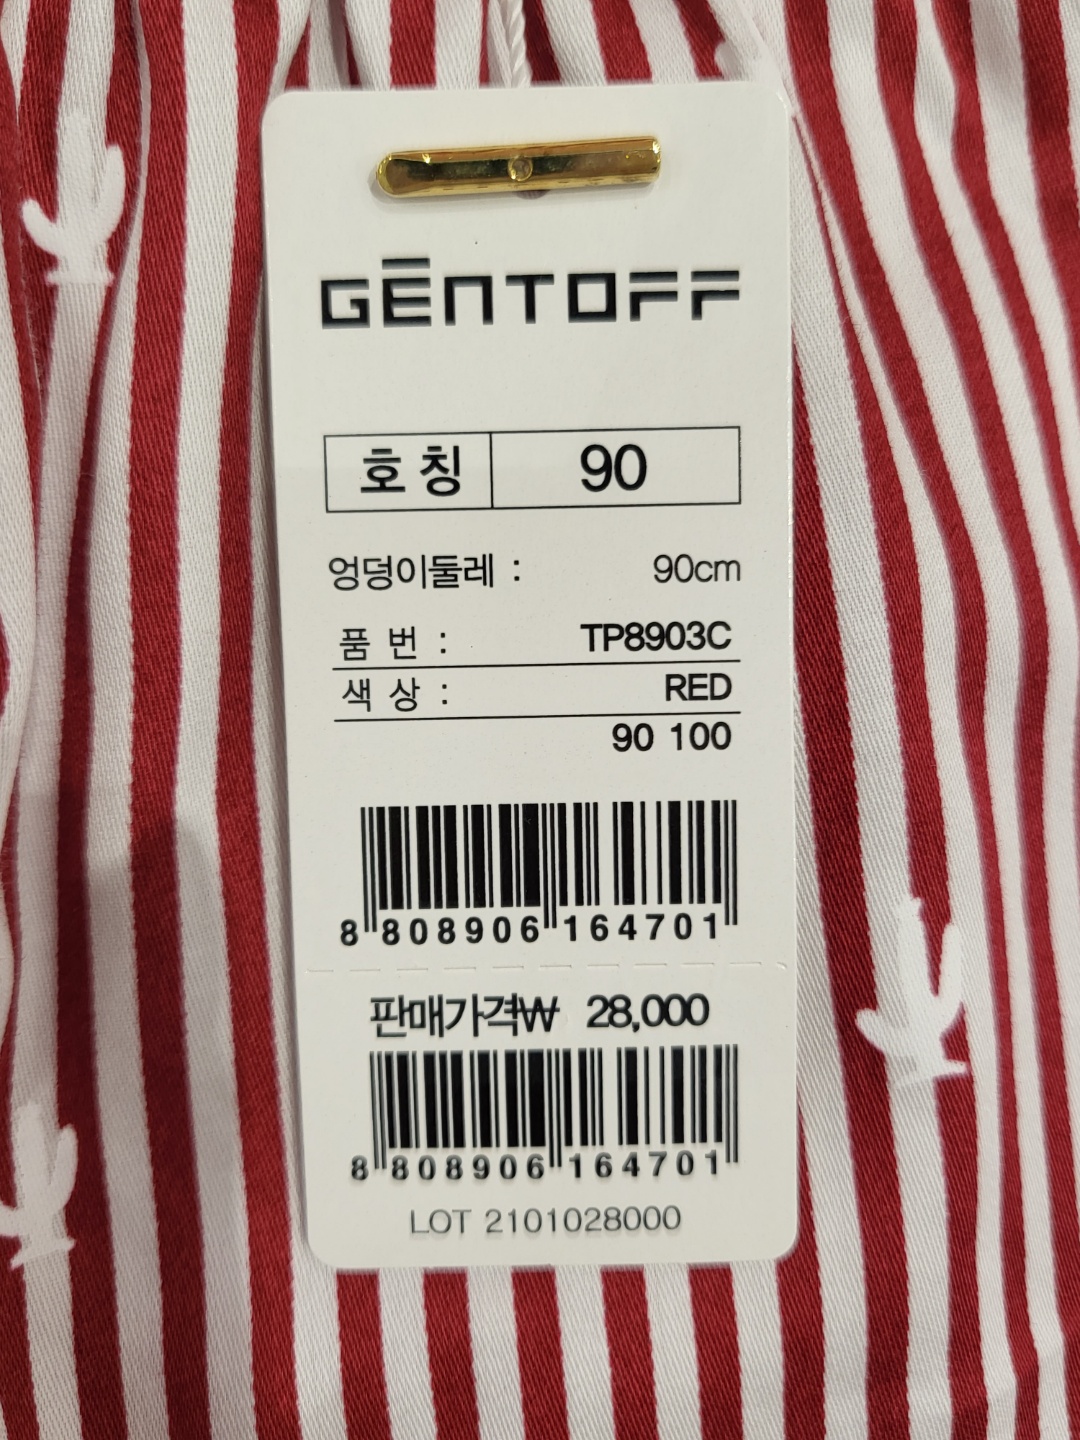 GENTOFF
호칭 90
엉덩이둘레 : 90cm
품 번 : TP8903C
색 상 : RED
90 100
8 808906 164701
판매가격₩ 28,000
8 808906 164701
LOT 2101028000